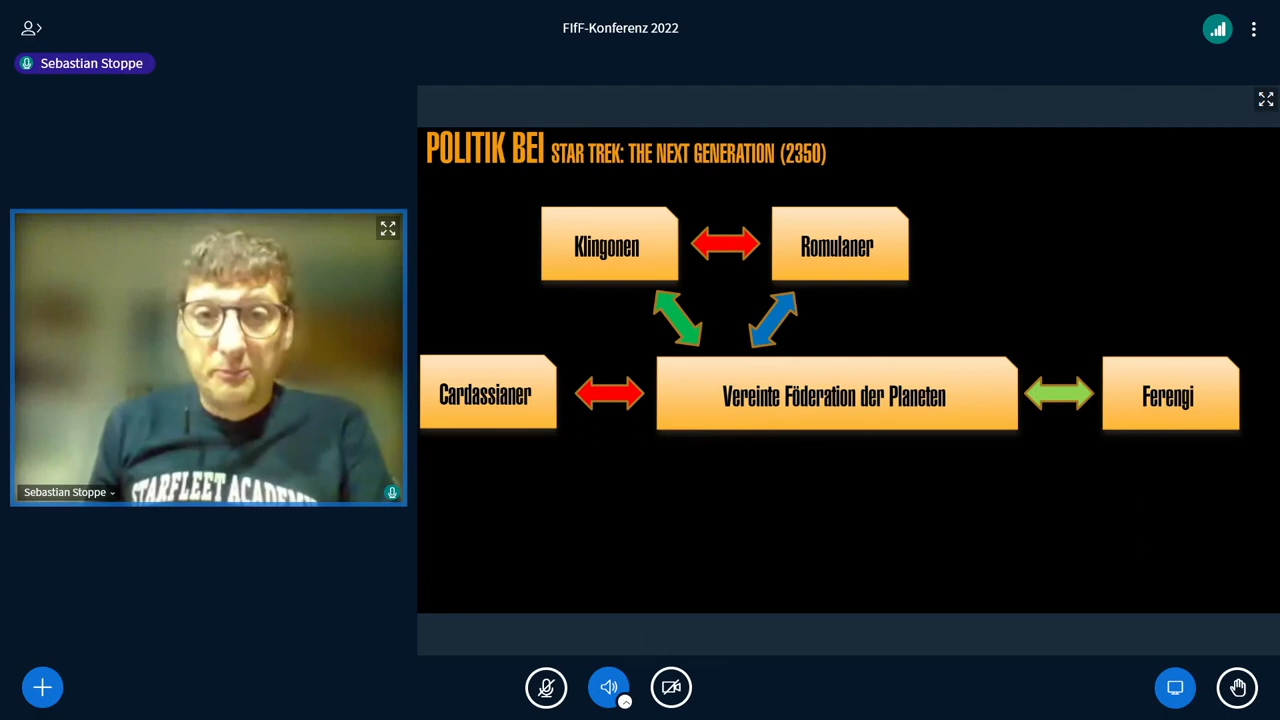 FIfF-Konferenz 2022
Sebastian Stoppe
POLITIK BEI STAR TREK: THE NEXT GENERATION (2350)
Klingonen
Romulaner
Cardassianer
Vereinte Föderation der Planeten
Ferengi
STARFLEET ACADEM
Sebastian Stoppe